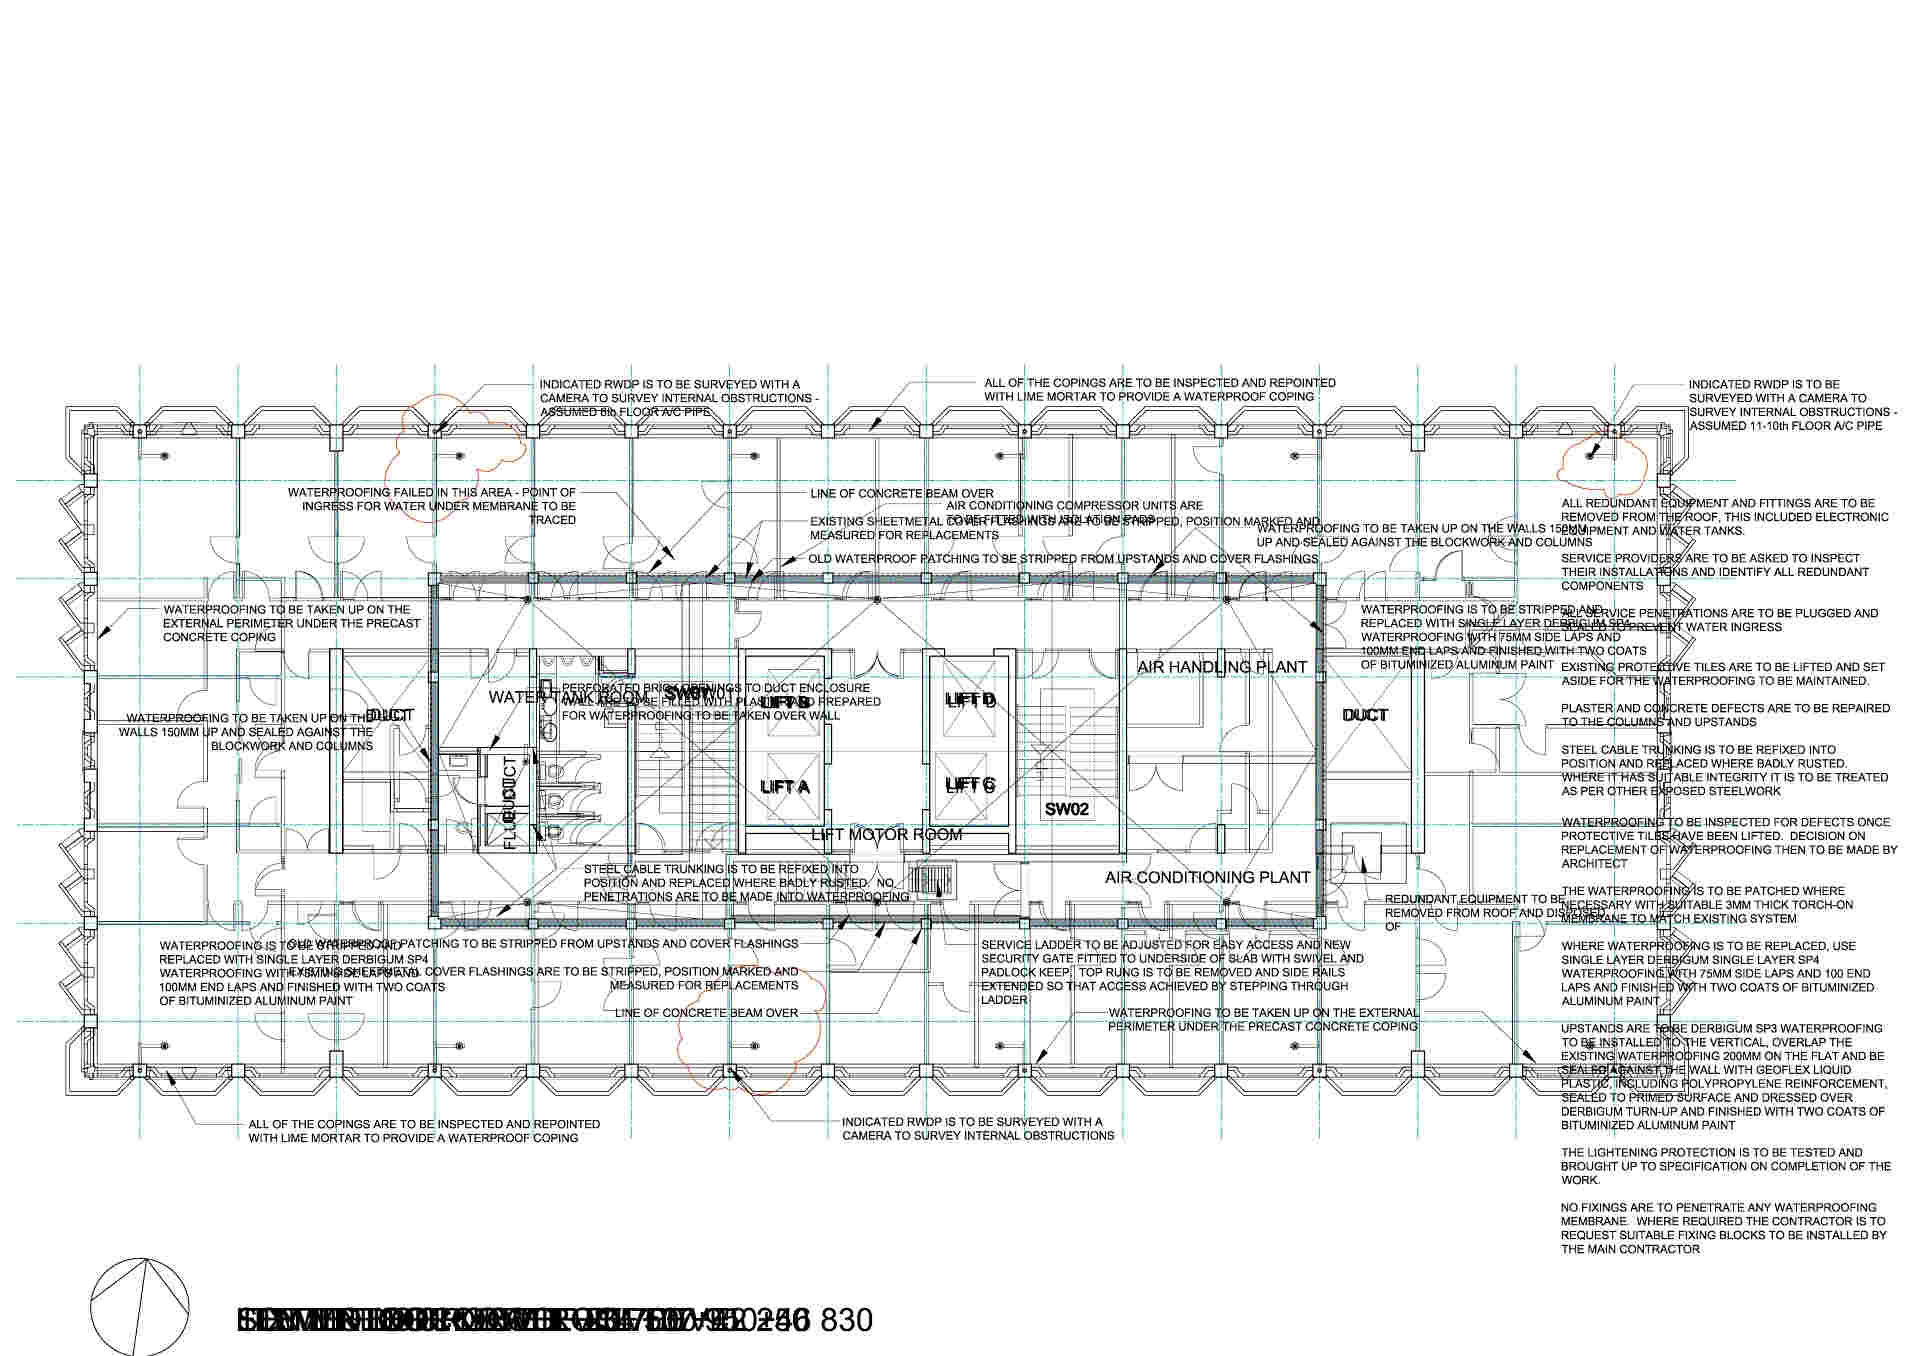 INDICATED RWDP IS TO BE SURVEYED WITH A
CAMERA TO SURVEY INTERNAL OBSTRUCTIONS -
ASSUMED 8th FLOOR A/C PIPE
ALL OF THE COPINGS ARE TO BE INSPECTED AND REPOINTED
WITH LIME MORTAR TO PROVIDE A WATERPROOF COPING
INDICATED RWDP IS TO BE
SURVEYED WITH A CAMERA TO
SURVEY INTERNAL OBSTRUCTIONS -
ASSUMED 11-10th FLOOR A/C PIPE
WATERPROOFING FAILED IN THIS AREA - POINT OF
INGRESS FOR WATER UNDER MEMBRANE TO BE
TRACED
LINE OF CONCRETE BEAM OVER
AIR CONDITIONING COMPRESSOR UNITS ARE
TO BE FITTED WITH ISOLATION PADS
EXISTING SHEETMETAL COVER FLASHINGS ARE TO BE STRIPPED, POSITION MARKED AND
MEASURED FOR REPLACEMENTS
WATERPROOFING TO BE TAKEN UP ON THE WALLS 150MM
UP AND SEALED AGAINST THE BLOCKWORK AND COLUMNS
OLD WATERPROOF PATCHING TO BE STRIPPED FROM UPSTANDS AND COVER FLASHINGS
WATERPROOFING TO BE TAKEN UP ON THE
EXTERNAL PERIMETER UNDER THE PRECAST
CONCRETE COPING
WATERPROOFING IS TO BE STRIPPED AND
REPLACED WITH SINGLE LAYER DERBIGUM SP4
WATERPROOFING WITH 75MM SIDE LAPS AND
100MM END LAPS AND FINISHED WITH TWO COATS
OF BITUMINIZED ALUMINUM PAINT
AIR HANDLING PLANT
WATER TANK ROOM
PERFORATED BRICK OPENINGS TO DUCT ENCLOSURE
WALL ARE TO BE FILLED WITH PLASTER AND PREPARED
FOR WATERPROOFING TO BE TAKEN OVER WALL
SW01
SW01
LIFT B
LIFT D
DUCT
DUCT
WATERPROOFING TO BE TAKEN UP ON THE
WALLS 150MM UP AND SEALED AGAINST THE
BLOCKWORK AND COLUMNS
LIFT A
LIFT C
SW02
DUCT
FLUE DUCT
LIFT MOTOR ROOM
AIR CONDITIONING PLANT
STEEL CABLE TRUNKING IS TO BE REFIXED INTO
POSITION AND REPLACED WHERE BADLY RUSTED. NO
PENETRATIONS ARE TO BE MADE INTO WATERPROOFING
REDUNDANT EQUIPMENT TO BE
REMOVED FROM ROOF AND DISPOSED
OF
WATERPROOFING IS TO BE STRIPPED AND
REPLACED WITH SINGLE LAYER DERBIGUM SP4
WATERPROOFING WITH 75MM SIDE LAPS AND
100MM END LAPS AND FINISHED WITH TWO COATS
OF BITUMINIZED ALUMINUM PAINT
OLD WATERPROOF PATCHING TO BE STRIPPED FROM UPSTANDS AND COVER FLASHINGS
EXISTING SHEETMETAL COVER FLASHINGS ARE TO BE STRIPPED, POSITION MARKED AND
MEASURED FOR REPLACEMENTS
LINE OF CONCRETE BEAM OVER
SERVICE LADDER TO BE ADJUSTED FOR EASY ACCESS AND NEW
SECURITY GATE FITTED TO UNDERSIDE OF SLAB WITH SWIVEL AND
PADLOCK KEEP. TOP RUNG IS TO BE REMOVED AND SIDE RAILS
EXTENDED SO THAT ACCESS ACHIEVED BY STEPPING THROUGH
LADDER
WATERPROOFING TO BE TAKEN UP ON THE EXTERNAL
PERIMETER UNDER THE PRECAST CONCRETE COPING
ALL OF THE COPINGS ARE TO BE INSPECTED AND REPOINTED
WITH LIME MORTAR TO PROVIDE A WATERPROOF COPING
INDICATED RWDP IS TO BE SURVEYED WITH A
CAMERA TO SURVEY INTERNAL OBSTRUCTIONS
ALL REDUNDANT EQUIPMENT AND FITTINGS ARE TO BE
REMOVED FROM THE ROOF, THIS INCLUDED ELECTRONIC
EQUIPMENT AND WATER TANKS.
SERVICE PROVIDERS ARE TO BE ASKED TO INSPECT
THEIR INSTALLATIONS AND IDENTIFY ALL REDUNDANT
COMPONENTS
ALL SERVICE PENETRATIONS ARE TO BE PLUGGED AND
SEALED TO PREVENT WATER INGRESS
EXISTING PROTECTIVE TILES ARE TO BE LIFTED AND SET
ASIDE FOR THE WATERPROOFING TO BE MAINTAINED.
PLASTER AND CONCRETE DEFECTS ARE TO BE REPAIRED
TO THE COLUMNS AND UPSTANDS
STEEL CABLE TRUNKING IS TO BE REFIXED INTO
POSITION AND REPLACED WHERE BADLY RUSTED.
WHERE IT HAS SUITABLE INTEGRITY IT IS TO BE TREATED
AS PER OTHER EXPOSED STEELWORK
WATERPROOFING TO BE INSPECTED FOR DEFECTS ONCE
PROTECTIVE TILES HAVE BEEN LIFTED. DECISION ON
REPLACEMENT OF WATERPROOFING THEN TO BE MADE BY
ARCHITECT
THE WATERPROOFING IS TO BE PATCHED WHERE
NECESSARY WITH SUITABLE 3MM THICK TORCH-ON
MEMBRANE TO MATCH EXISTING SYSTEM
WHERE WATERPROOFING IS TO BE REPLACED, USE
SINGLE LAYER DERBIGUM SINGLE LAYER SP4
WATERPROOFING WITH 75MM SIDE LAPS AND 100 END
LAPS AND FINISHED WITH TWO COATS OF BITUMINIZED
ALUMINUM PAINT
UPSTANDS ARE TO BE DERBIGUM SP3 WATERPROOFING
TO BE INSTALLED TO THE VERTICAL, OVERLAP THE
EXISTING WATERPROOFING 200MM ON THE FLAT AND BE
SEALED AGAINST THE WALL WITH GEOFLEX LIQUID
PLASTIC, INCLUDING POLYPROPYLENE REINFORCEMENT,
SEALED TO PRIMED SURFACE AND DRESSED OVER
DERBIGUM TURN-UP AND FINISHED WITH TWO COATS OF
BITUMINIZED ALUMINUM PAINT
THE LIGHTENING PROTECTION IS TO BE TESTED AND
BROUGHT UP TO SPECIFICATION ON COMPLETION OF THE
WORK.
NO FIXINGS ARE TO PENETRATE ANY WATERPROOFING
MEMBRANE. WHERE REQUIRED THE CONTRACTOR IS TO
REQUEST SUITABLE FIXING BLOCKS TO BE INSTALLED BY
THE MAIN CONTRACTOR
830